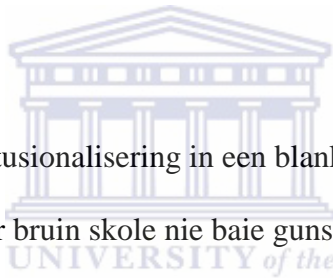 tusionalisering in een blank
r bruin skole nie baie guns
UNIVERSITY of the